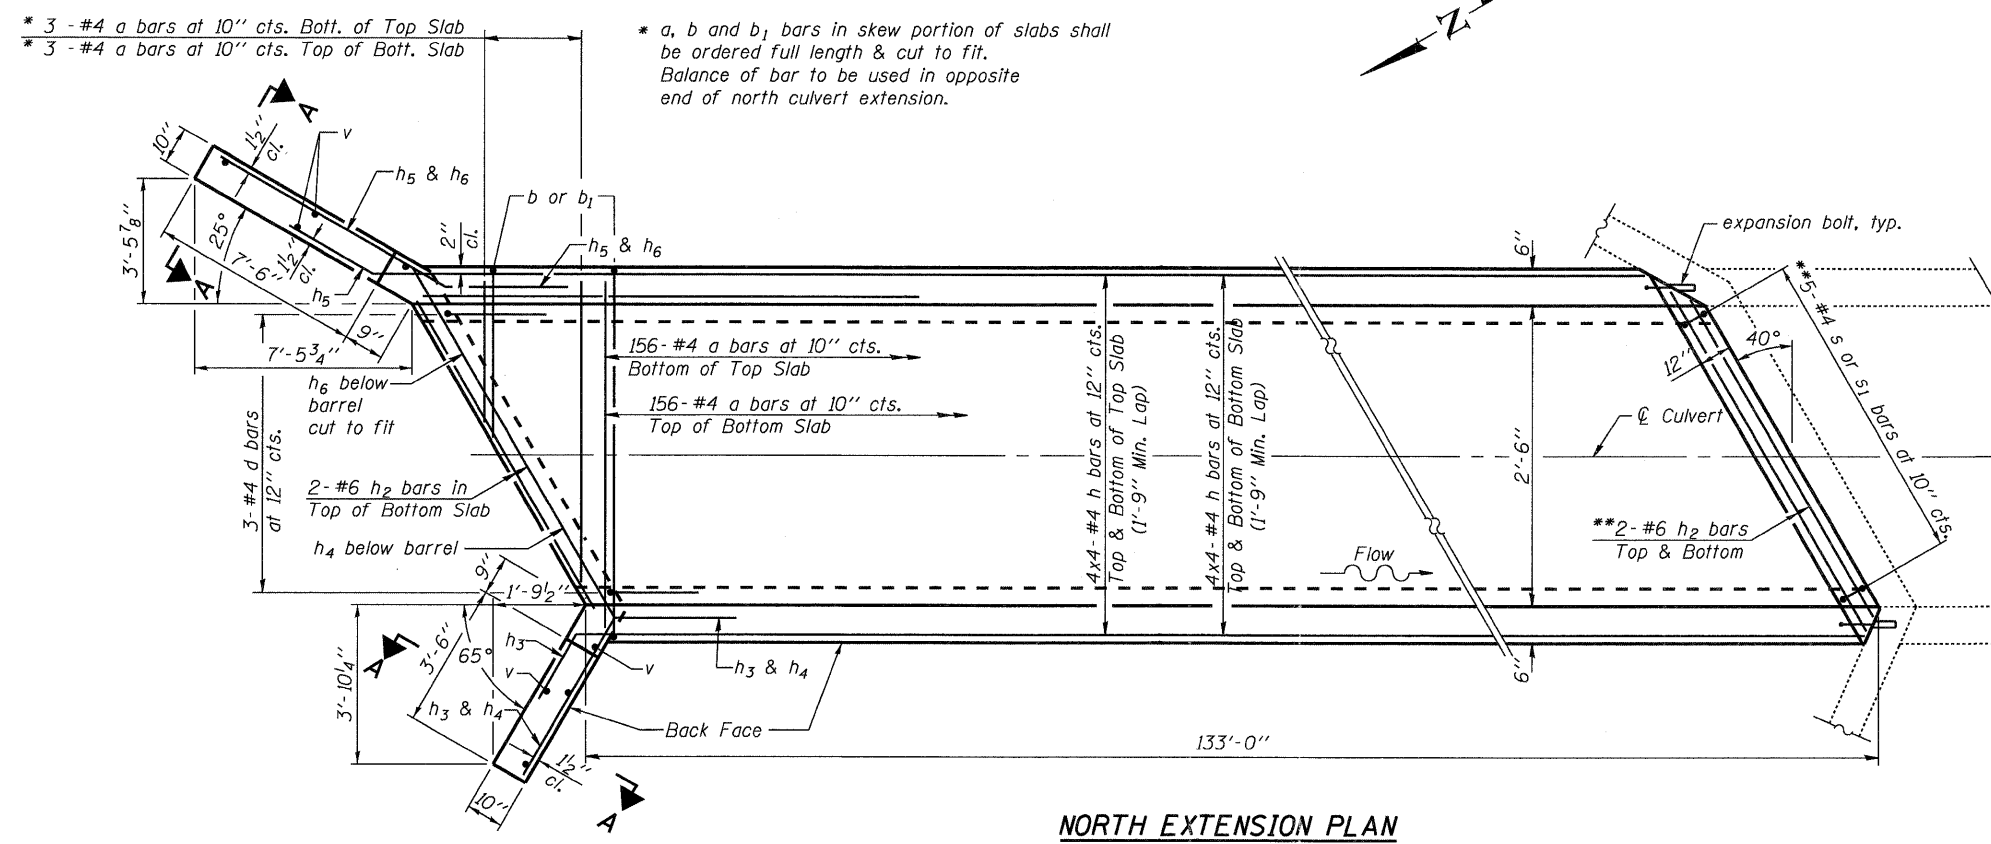 * 3 - #4 a bars at 10" cts. Bott. of Top Slab
* 3 - #4 a bars at 10" cts. Top of Bott. Slab
* a, b and b1 bars in skew portion of slabs shall
be ordered full length & cut to fit.
Balance of bar to be used in opposite
end of north culvert extension.
N
A
10"
1½" cl.
v
h5 & h6
b or b1
2" cl.
h5 & h6
3'-5⅞"
25°
7'-6"
1½" cl.
A
h5
9"
7'-5¾"
expansion bolt, typ.
6"
**5-#4 s or s1 bars at 10" cts.
40°
12"
156-#4 a bars at 10" cts.
Bottom of Top Slab
156-#4 a bars at 10" cts.
Top of Bottom Slab
h6 below
barrel
cut to fit
3-#4 d bars
at 12" cts.
2-#6 h2 bars in
Top of Bottom Slab
h4 below barrel
4x4-#4 h bars at 12" cts.
Top & Bottom of Top Slab
(1'-9" Min. Lap)
4x4-#4 h bars at 12" cts.
Top & Bottom of Bottom Slab
(1'-9" Min. Lap)
℄ Culvert
2'-6"
**2-#6 h2 bars
Top & Bottom
Flow
9"
1'-9½"
3'-6"
65°
h3
v
v
h3 & h4
h3 & h4
3'-10¼"
A
Back Face
6"
133'-0"
1½" cl.
10"
A
NORTH EXTENSION PLAN